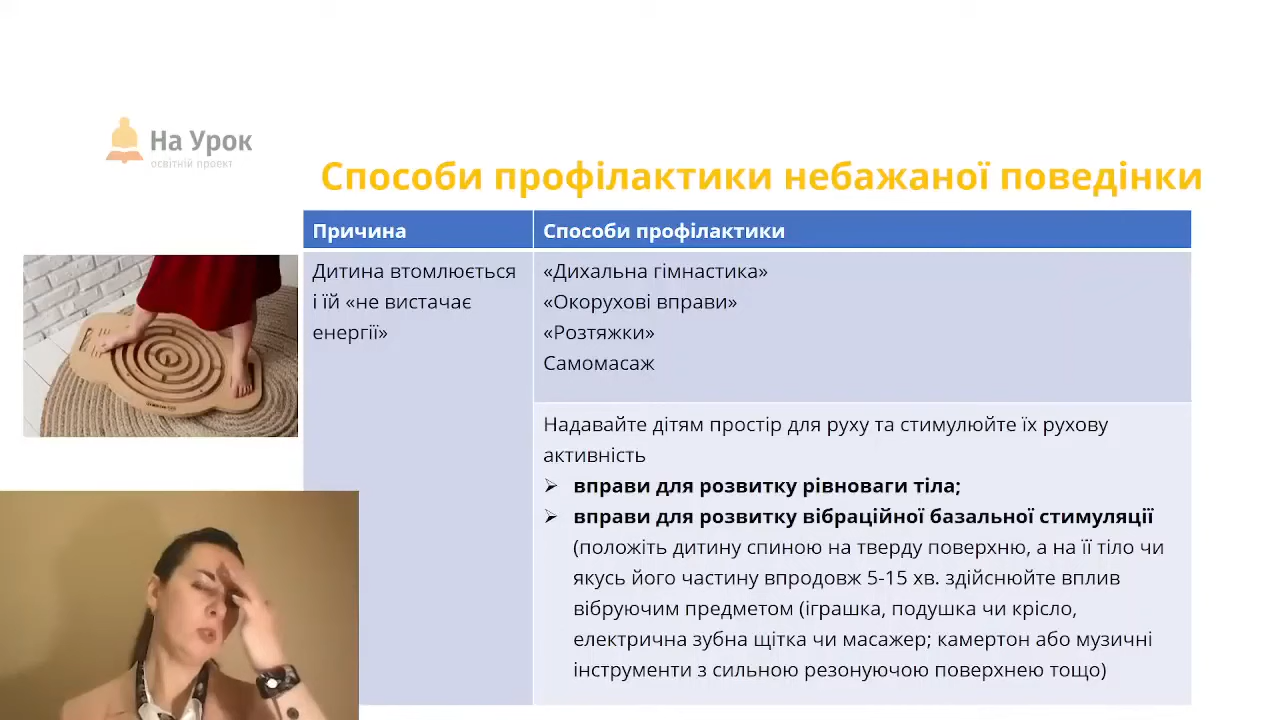 На Урок
освітній проект
Способи профілактики небажаної поведінки
Причина
Способи профілактики
Дитина втомлюється
і їй «не вистачає
енергії»
«Дихальна гімнастика»
«Окорухові вправи»
«Розтяжки»
Самомасаж
Надавайте дітям простір для руху та стимулюйте їх рухову
активність
➢ вправи для розвитку рівноваги тіла;
➢ вправи для розвитку вібраційної базальної стимуляції
(положіть дитину спиною на тверду поверхню, а на її тіло чи
якусь його частину впродовж 5-15 хв. здійснюйте вплив
вібруючим предметом (іграшка, подушка чи крісло,
електрична зубна щітка чи масажер; камертон або музичні
інструменти з сильною резонуючою поверхнею тощо)